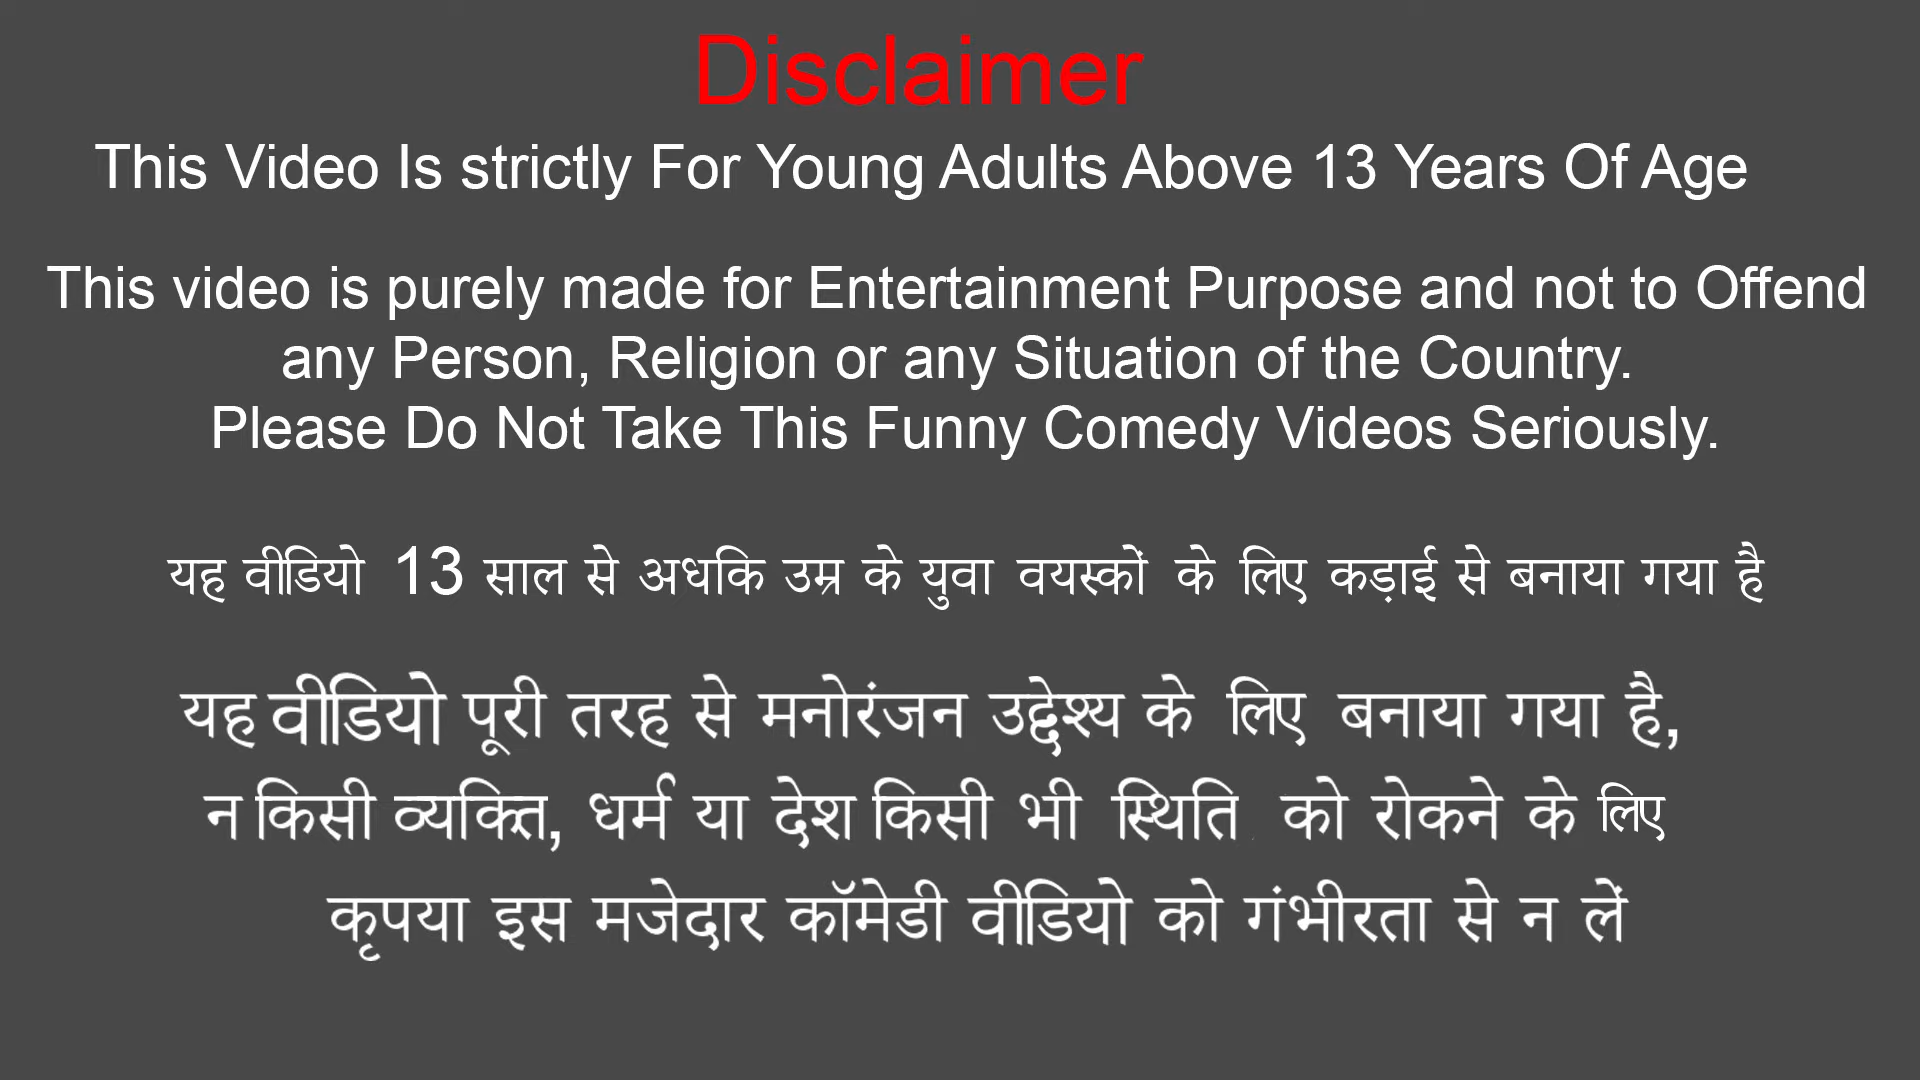 Disclaimer
This Video Is strictly For Young Adults Above 13 Years Of Age
This video is purely made for Entertainment Purpose and not to Offend
any Person, Religion or any Situation of the Country.
Please Do Not Take This Funny Comedy Videos Seriously.
यह वीडियो 13 साल से अधकि उम्र के युवा वयस्कों के लिए कड़ाई से बनाया गया है
यह वीडियो पूरी तरह से मनोरंजन उद्देश्य के लिए बनाया गया है,
न किसी व्यक्ति, धर्म या देश किसी भी स्थिति को रोकने के लिए
कृपया इस मजेदार कॉमेडी वीडियो को गंभीरता से न लें